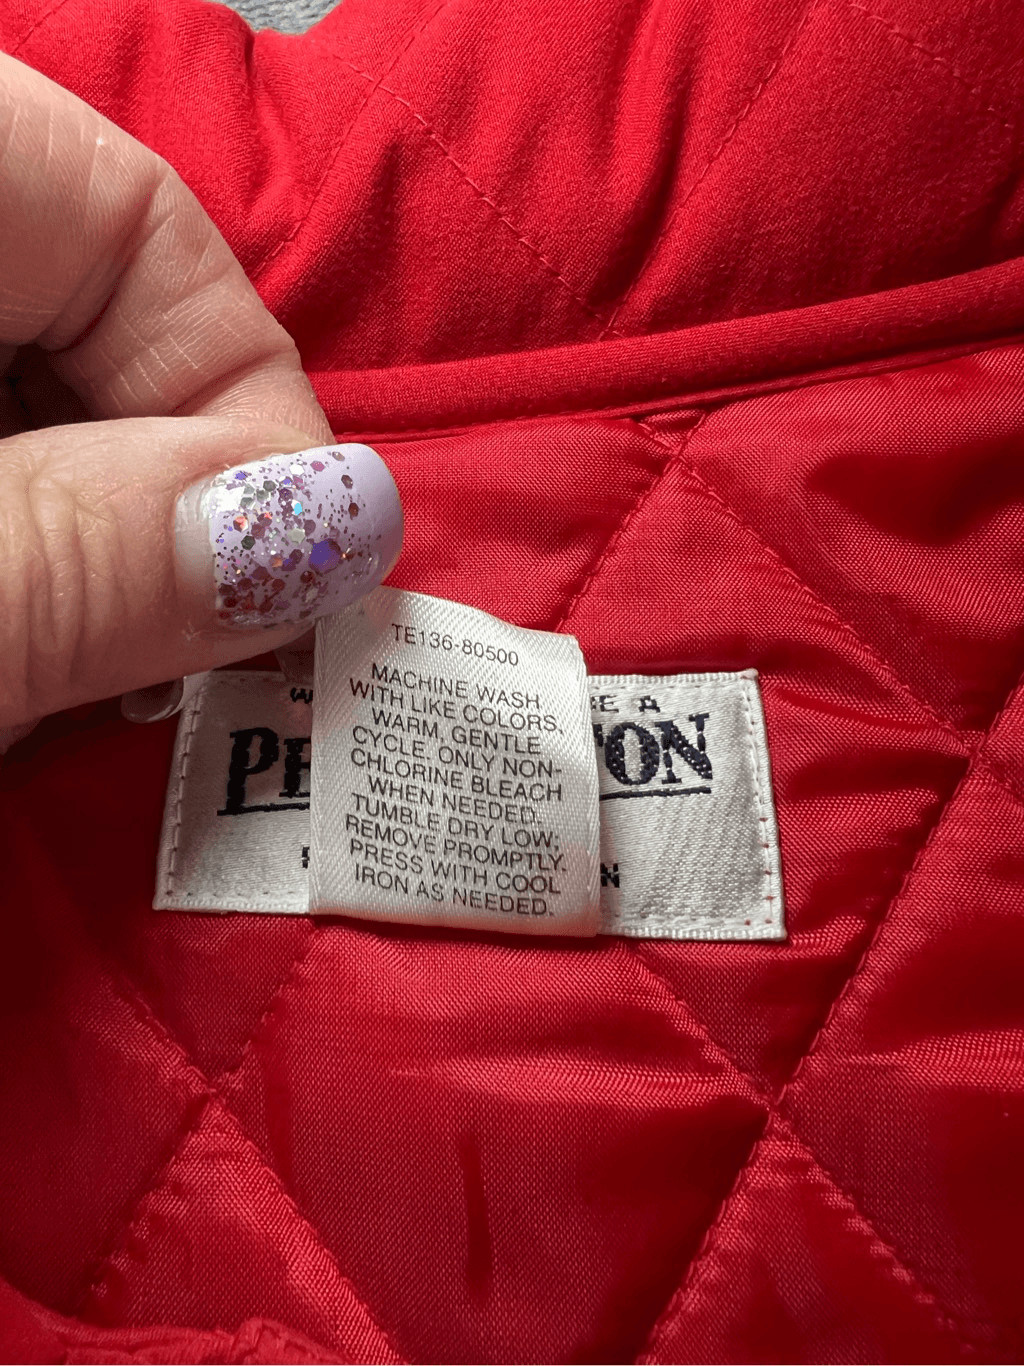 TE136-80500
MACHINE WASH
WITH LIKE COLORS,
WARM, GENTLE
CYCLE. ONLY NON-
CHLORINE BLEACH
WHEN NEEDED.
TUMBLE DRY LOW;
REMOVE PROMPTLY.
PRESS WITH COOL
IRON AS NEEDED.
A